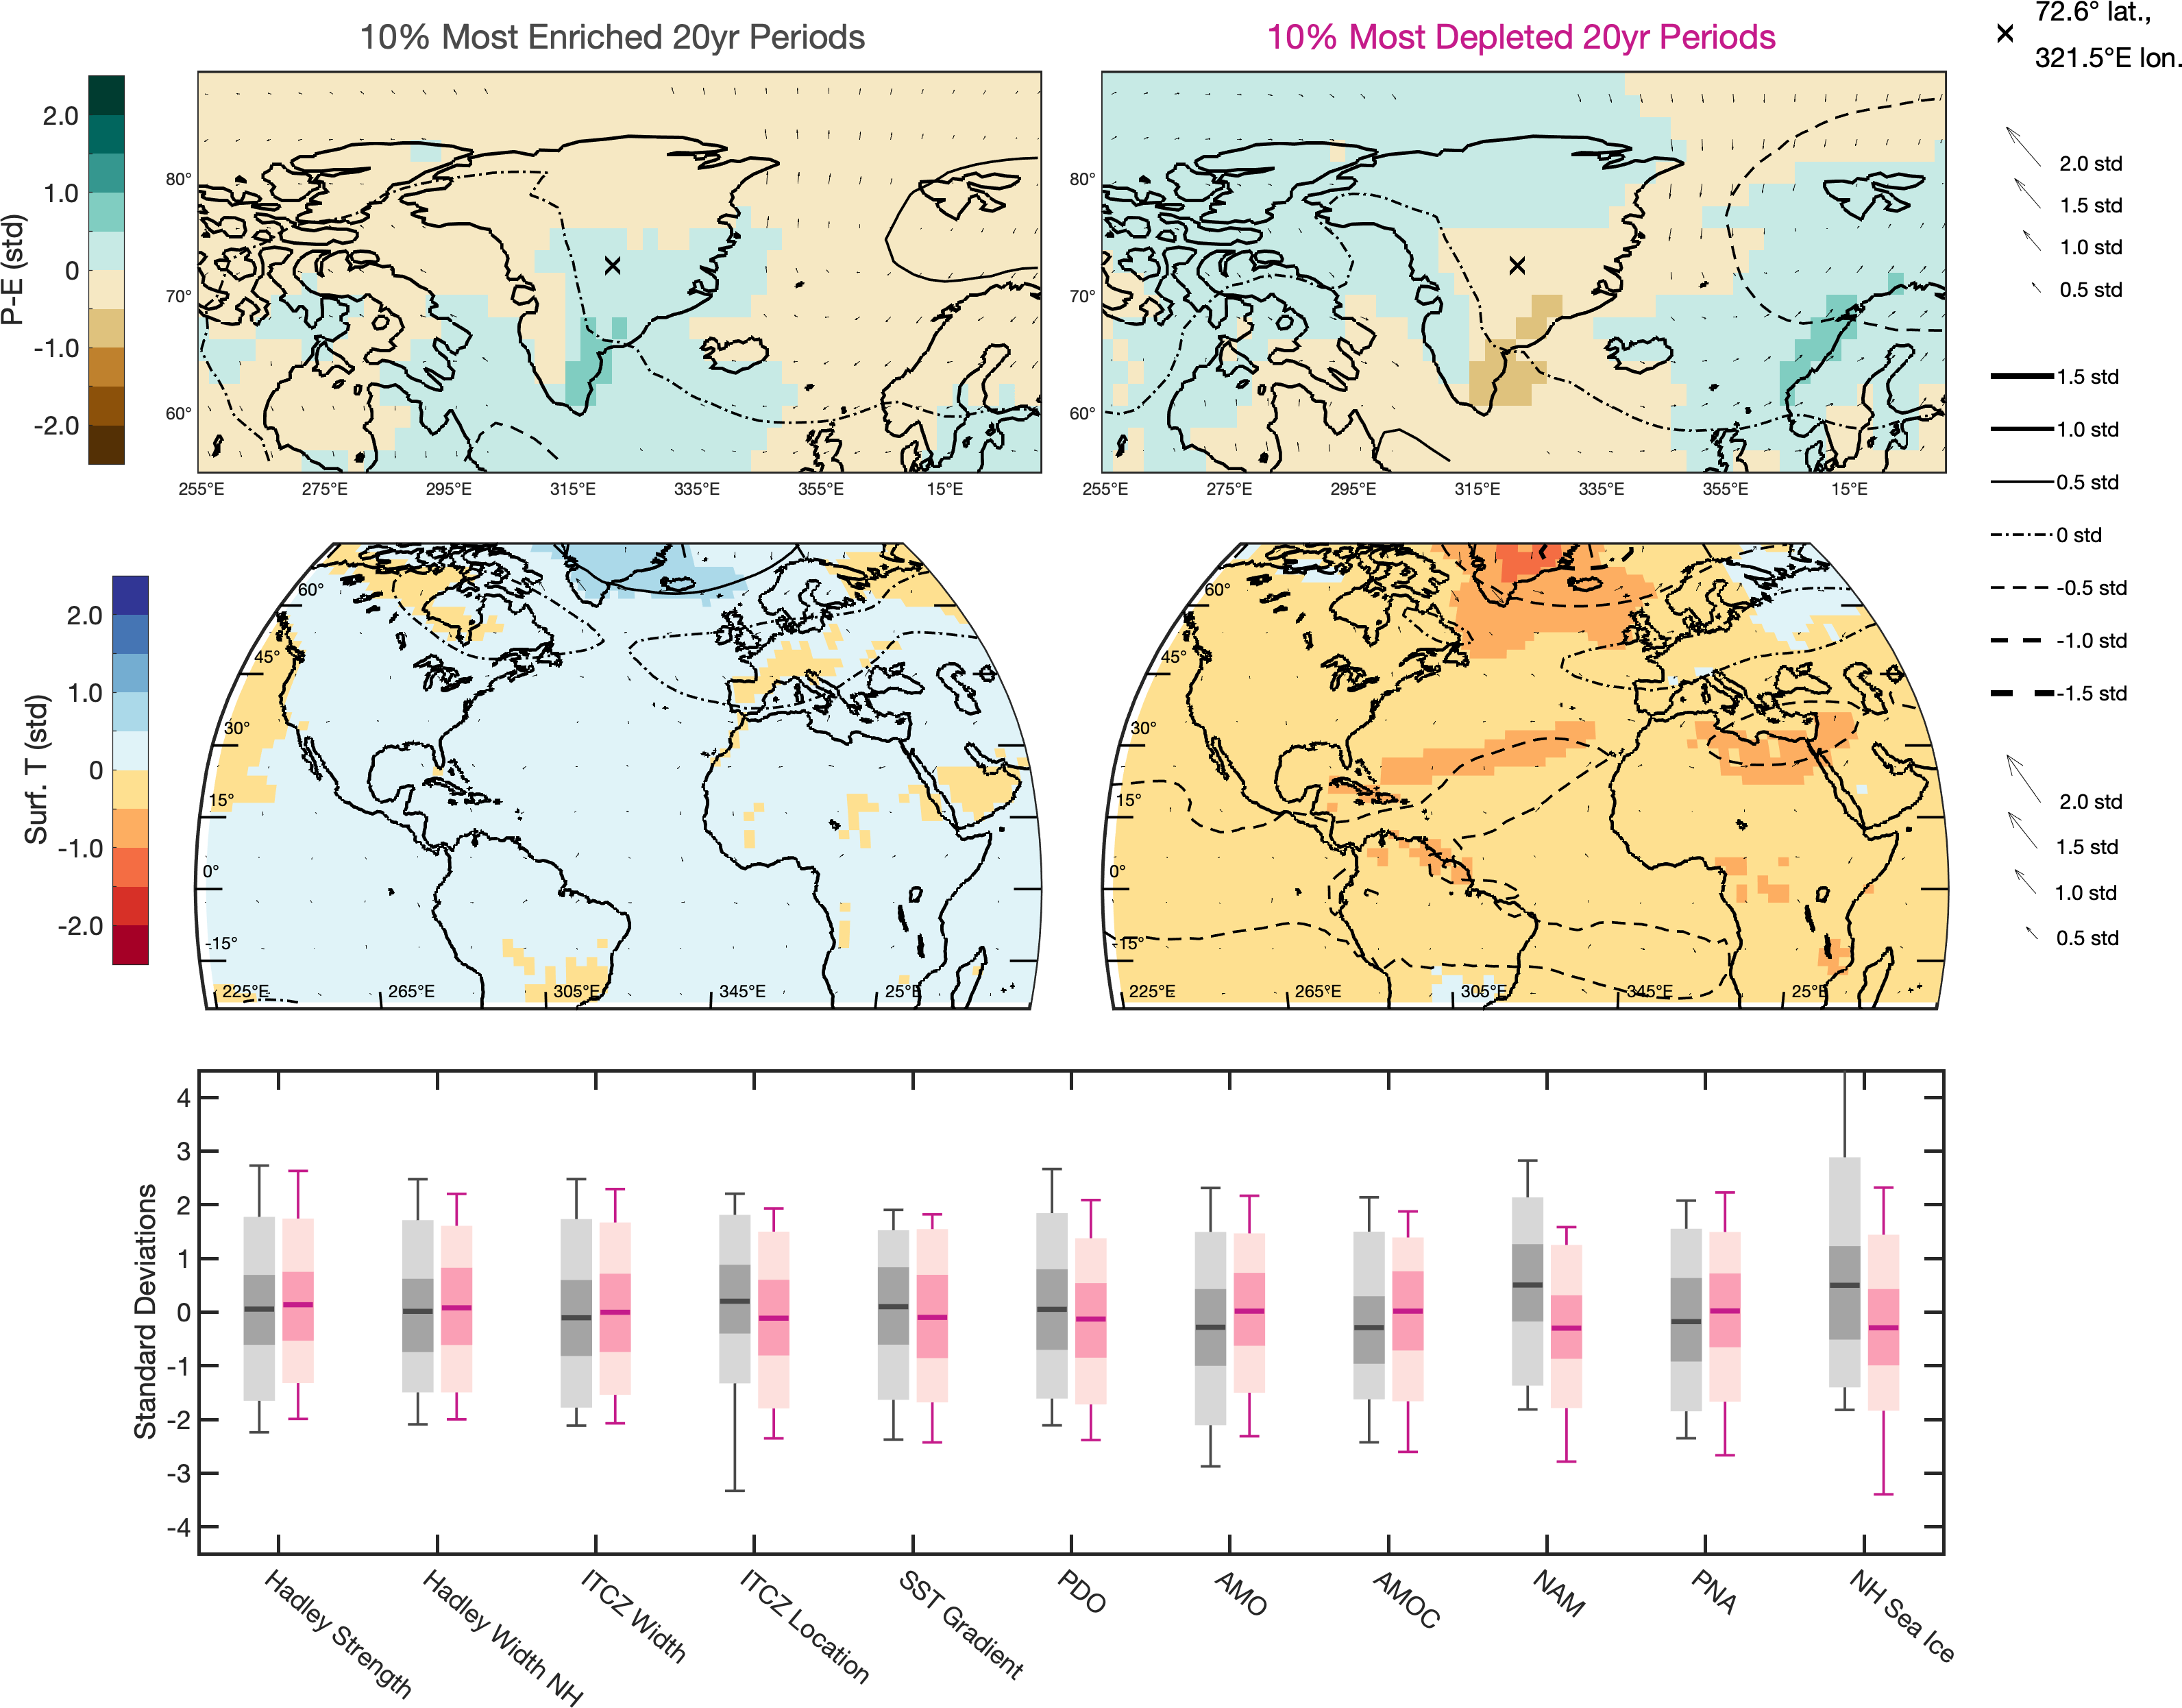 10% Most Enriched 20yr Periods
10% Most Depleted 20yr Periods
72.6° lat.,
321.5°E lon.
P-E (std)
2.0
1.0
0
-1.0
-2.0
80°
70°
60°
255°E 275°E 295°E 315°E 335°E 355°E 15°E
80°
70°
60°
255°E 275°E 295°E 315°E 335°E 355°E 15°E
2.0 std
1.5 std
1.0 std
0.5 std
1.5 std
1.0 std
0.5 std
0 std
-0.5 std
-1.0 std
-1.5 std
2.0 std
1.5 std
1.0 std
0.5 std
Surf. T (std)
2.0
1.0
0
-1.0
-2.0
60°
45°
30°
15°
0°
-15°
225°E 265°E 305°E 345°E 25°E
60°
45°
30°
15°
0°
-15°
225°E 265°E 305°E 345°E 25°E
Standard Deviations
4
3
2
1
0
-1
-2
-3
-4
Hadley Strength
Hadley Width NH
ITCZ Width
ITCZ Location
SST Gradient
PDO
AMO
AMOC
NAM
PNA
NH Sea Ice